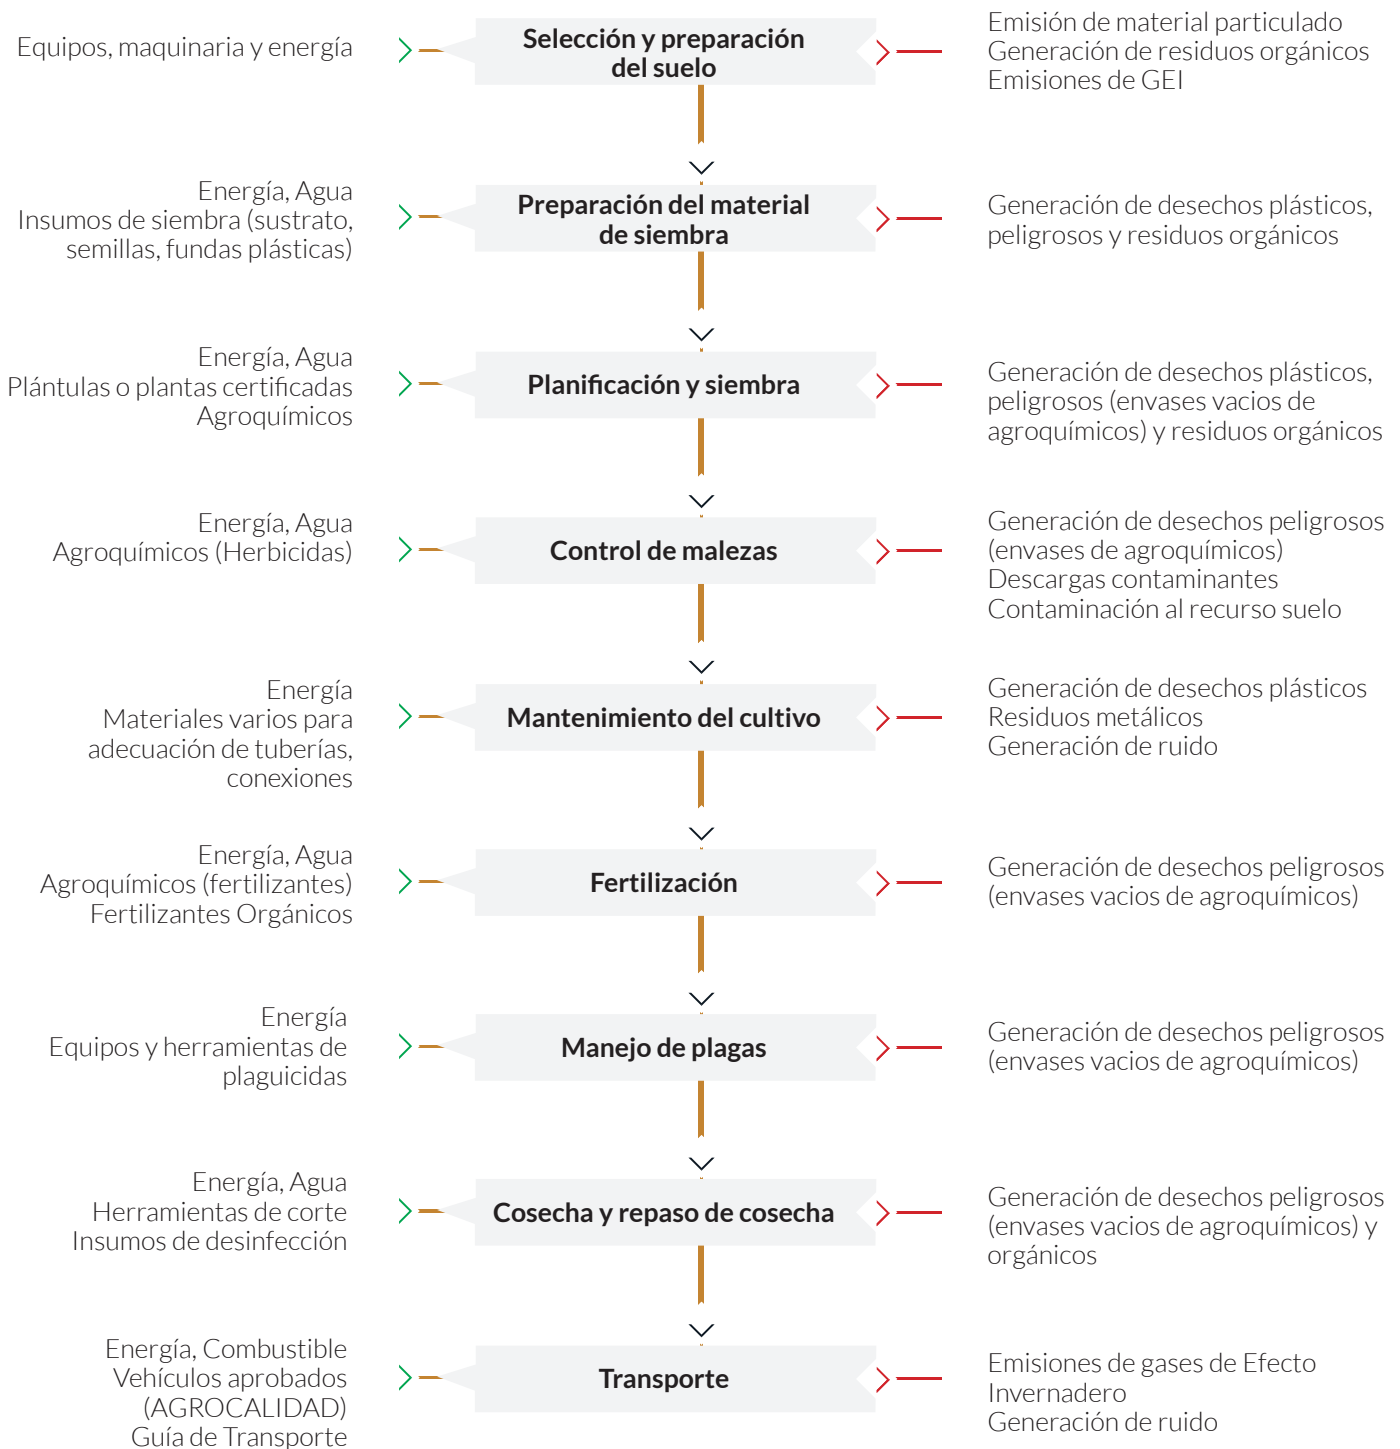 Equipos, maquinaria y energía
Selección y preparación
del suelo
Emisión de material particulado
Generación de residuos orgánicos
Emisiones de GEI
Energía, Agua
Insumos de siembra (sustrato,
semillas, fundas plásticas)
Preparación del material
de siembra
Generación de desechos plásticos,
peligrosos y residuos orgánicos
Energía, Agua
Plántulas o plantas certificadas
Agroquímicos
Planificación y siembra
Generación de desechos plásticos,
peligrosos (envases vacios de
agroquímicos) y residuos orgánicos
Energía, Agua
Agroquímicos (Herbicidas)
Control de malezas
Generación de desechos peligrosos
(envases de agroquímicos)
Descargas contaminantes
Contaminación al recurso suelo
Energía
Materiales varios para
adecuación de tuberías,
conexiones
Mantenimiento del cultivo
Generación de desechos plásticos
Residuos metálicos
Generación de ruido
Energía, Agua
Agroquímicos (fertilizantes)
Fertilizantes Orgánicos
Fertilización
Generación de desechos peligrosos
(envases vacios de agroquímicos)
Energía
Equipos y herramientas de
plaguicidas
Manejo de plagas
Generación de desechos peligrosos
(envases vacios de agroquímicos)
Energía, Agua
Herramientas de corte
Insumos de desinfección
Cosecha y repaso de cosecha
Generación de desechos peligrosos
(envases vacios de agroquímicos) y
orgánicos
Energía, Combustible
Vehículos aprobados
(AGROCALIDAD)
Guía de Transporte
Transporte
Emisiones de gases de Efecto
Invernadero
Generación de ruido